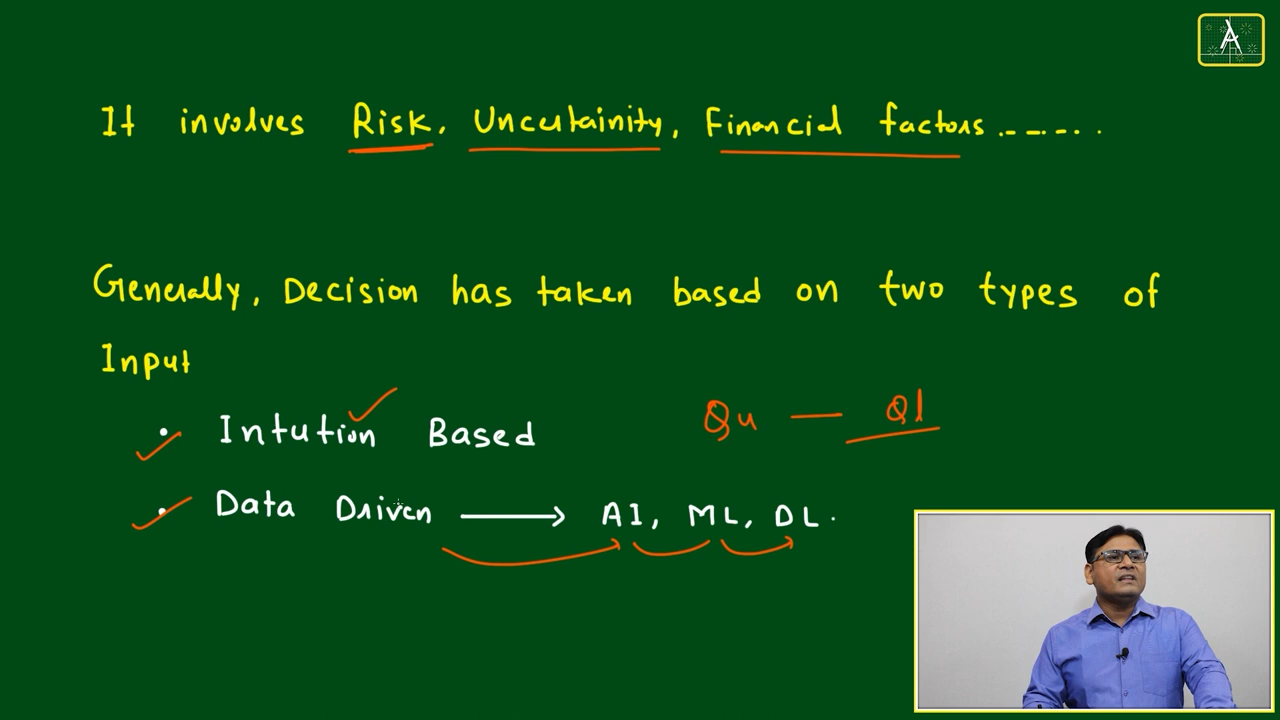 A
It involves Risk, Uncertainity, Financial factors.......
Generally, Decision has taken based on two types of
Input
• Intution Based
Qu — Ql
• Data Driven ⟶ AI, ML, DL.